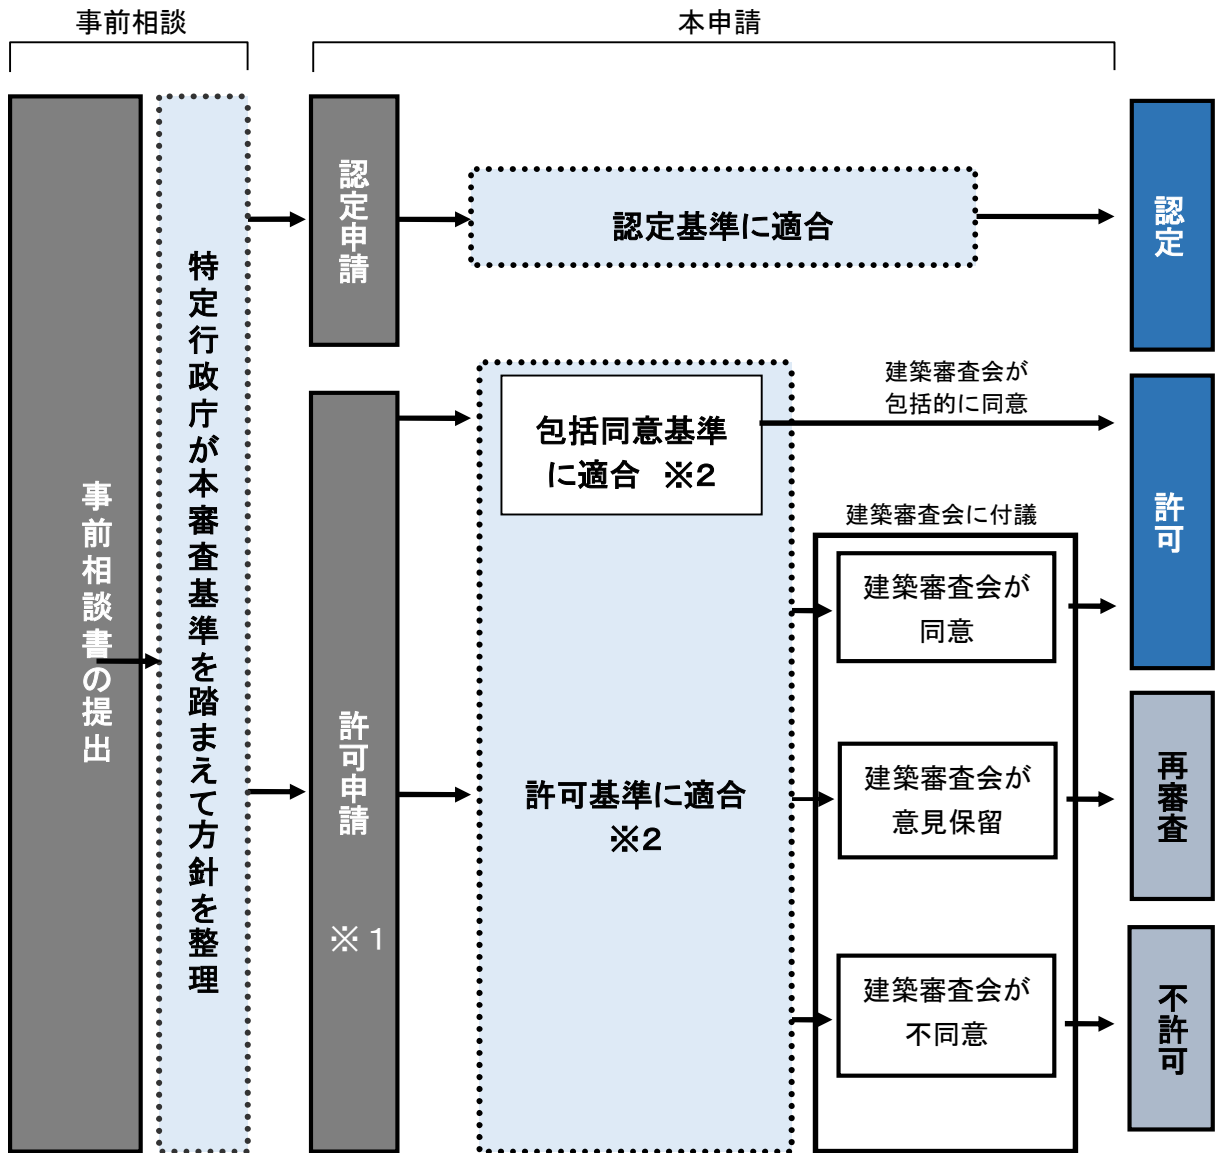 事前相談
本申請
事前相談書の提出
特定行政庁が本審査基準を踏まえて方針を整理
認定申請
認定基準に適合
認定
許可申請
※１
包括同意基準
に適合 ※２
建築審査会が
包括的に同意
許可
許可基準に適合
※２
建築審査会に付議
建築審査会が
同意
建築審査会が
意見保留
再審査
建築審査会が
不同意
不許可